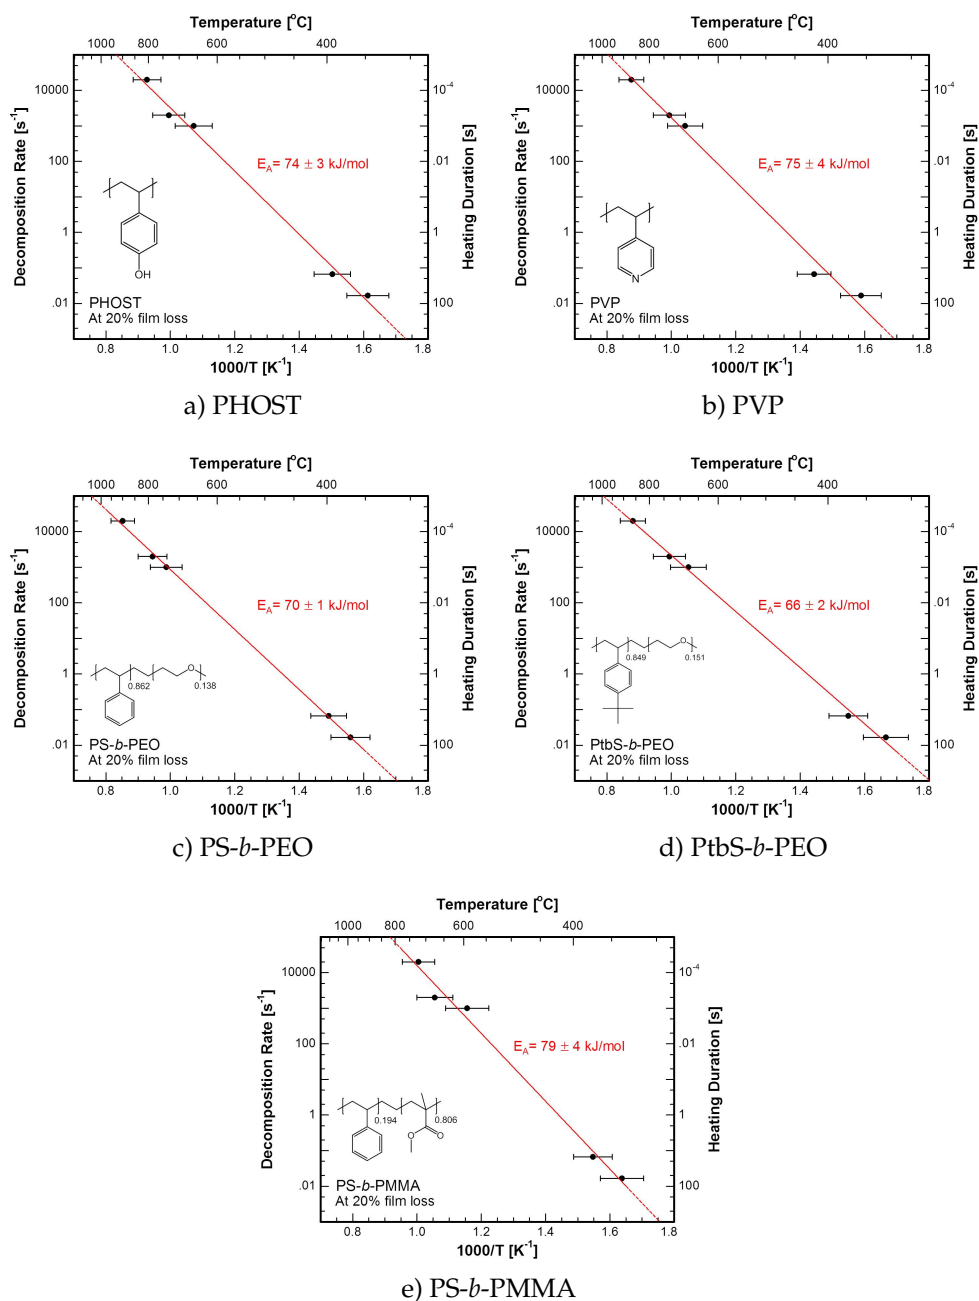 Temperature [°C]
1000 800 600 400
Decomposition Rate [s⁻¹]
10000
100
1
.01
10⁻⁴
.01
1
100
Heating Duration [s]
E_A = 74 ± 3 kJ/mol
OH
PHOST
At 20% film loss
0.8 1.0 1.2 1.4 1.6 1.8
1000/T [K⁻¹]
a) PHOST
Temperature [°C]
1000 800 600 400
Decomposition Rate [s⁻¹]
10000
100
1
.01
10⁻⁴
.01
1
100
Heating Duration [s]
E_A = 75 ± 4 kJ/mol
N
PVP
At 20% film loss
0.8 1.0 1.2 1.4 1.6 1.8
1000/T [K⁻¹]
b) PVP
Temperature [°C]
1000 800 600 400
Decomposition Rate [s⁻¹]
10000
100
1
.01
10⁻⁴
.01
1
100
Heating Duration [s]
E_A = 70 ± 1 kJ/mol
O
0.862 0.138
PS-b-PEO
At 20% film loss
0.8 1.0 1.2 1.4 1.6 1.8
1000/T [K⁻¹]
c) PS-b-PEO
Temperature [°C]
1000 800 600 400
Decomposition Rate [s⁻¹]
10000
100
1
.01
10⁻⁴
.01
1
100
Heating Duration [s]
E_A = 66 ± 2 kJ/mol
O
0.849 0.151
PtbS-b-PEO
At 20% film loss
0.8 1.0 1.2 1.4 1.6 1.8
1000/T [K⁻¹]
d) PtbS-b-PEO
Temperature [°C]
1000 800 600 400
Decomposition Rate [s⁻¹]
10000
100
1
.01
10⁻⁴
.01
1
100
Heating Duration [s]
E_A = 79 ± 4 kJ/mol
0.194 0.806
O O
PS-b-PMMA
At 20% film loss
0.8 1.0 1.2 1.4 1.6 1.8
1000/T [K⁻¹]
e) PS-b-PMMA